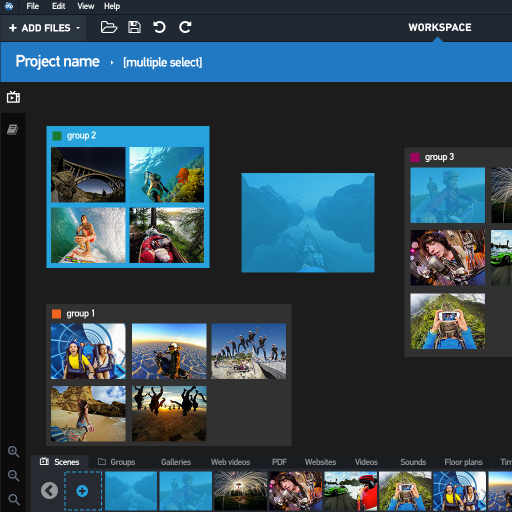 File Edit View Help
+ ADD FILES
WORKSPACE
Project name › [multiple select]
group 2
group 3
group 1
Scenes Groups Galleries Web videos PDF Websites Videos Sounds Floor plans